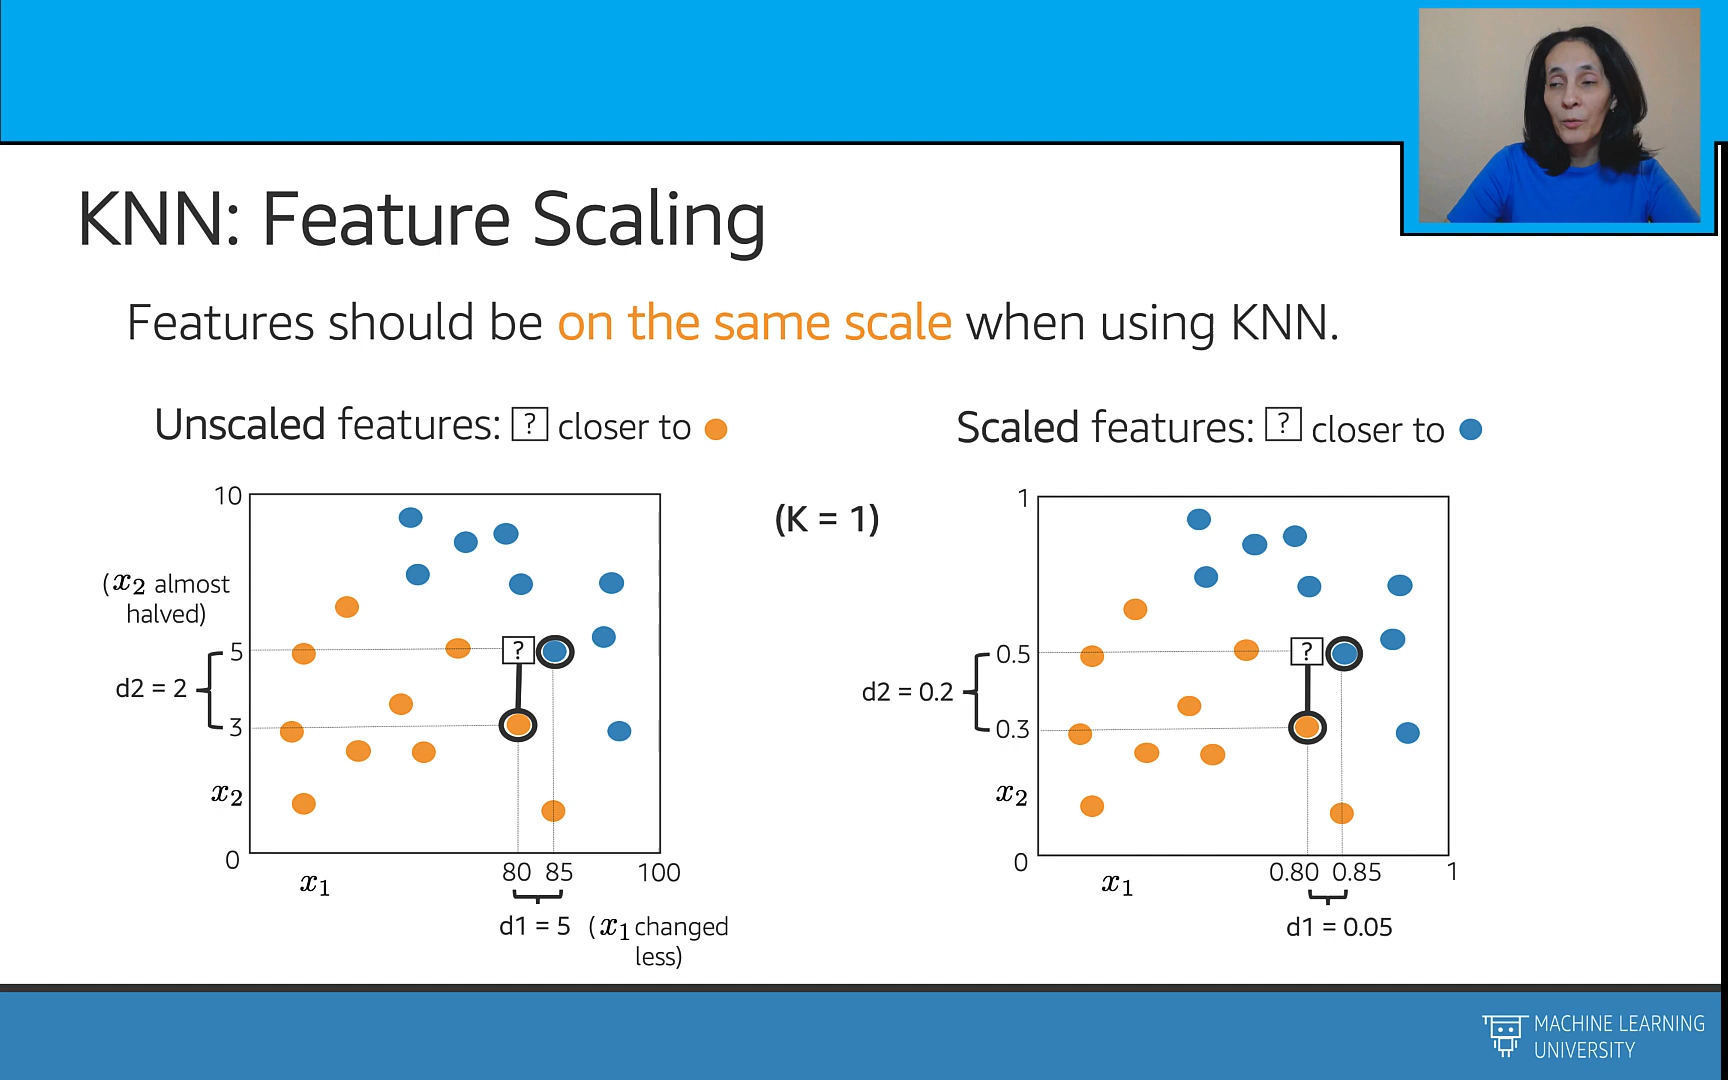 KNN: Feature Scaling
Features should be on the same scale when using KNN.
Unscaled features: ? closer to
Scaled features: ? closer to
(K = 1)
10
(x2 almost
halved)
5
d2 = 2
3
x2
0
?
80 85 100
x1
d1 = 5 (x1 changed
less)
1
0.5
d2 = 0.2
0.3
x2
0
?
0.80 0.85 1
x1
d1 = 0.05
MACHINE LEARNING
UNIVERSITY